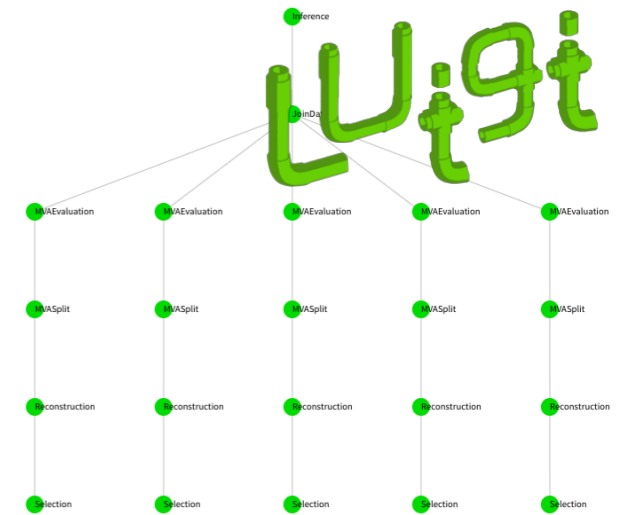 Inference
Luigi
JoinDa
MVAEvaluation MVAEvaluation MVAEvaluation MVAEvaluation MVAEvaluation
MVASplit MVASplit MVASplit MVASplit MVASplit
Reconstruction Reconstruction Reconstruction Reconstruction Reconstruction
Selection Selection Selection Selection Selection